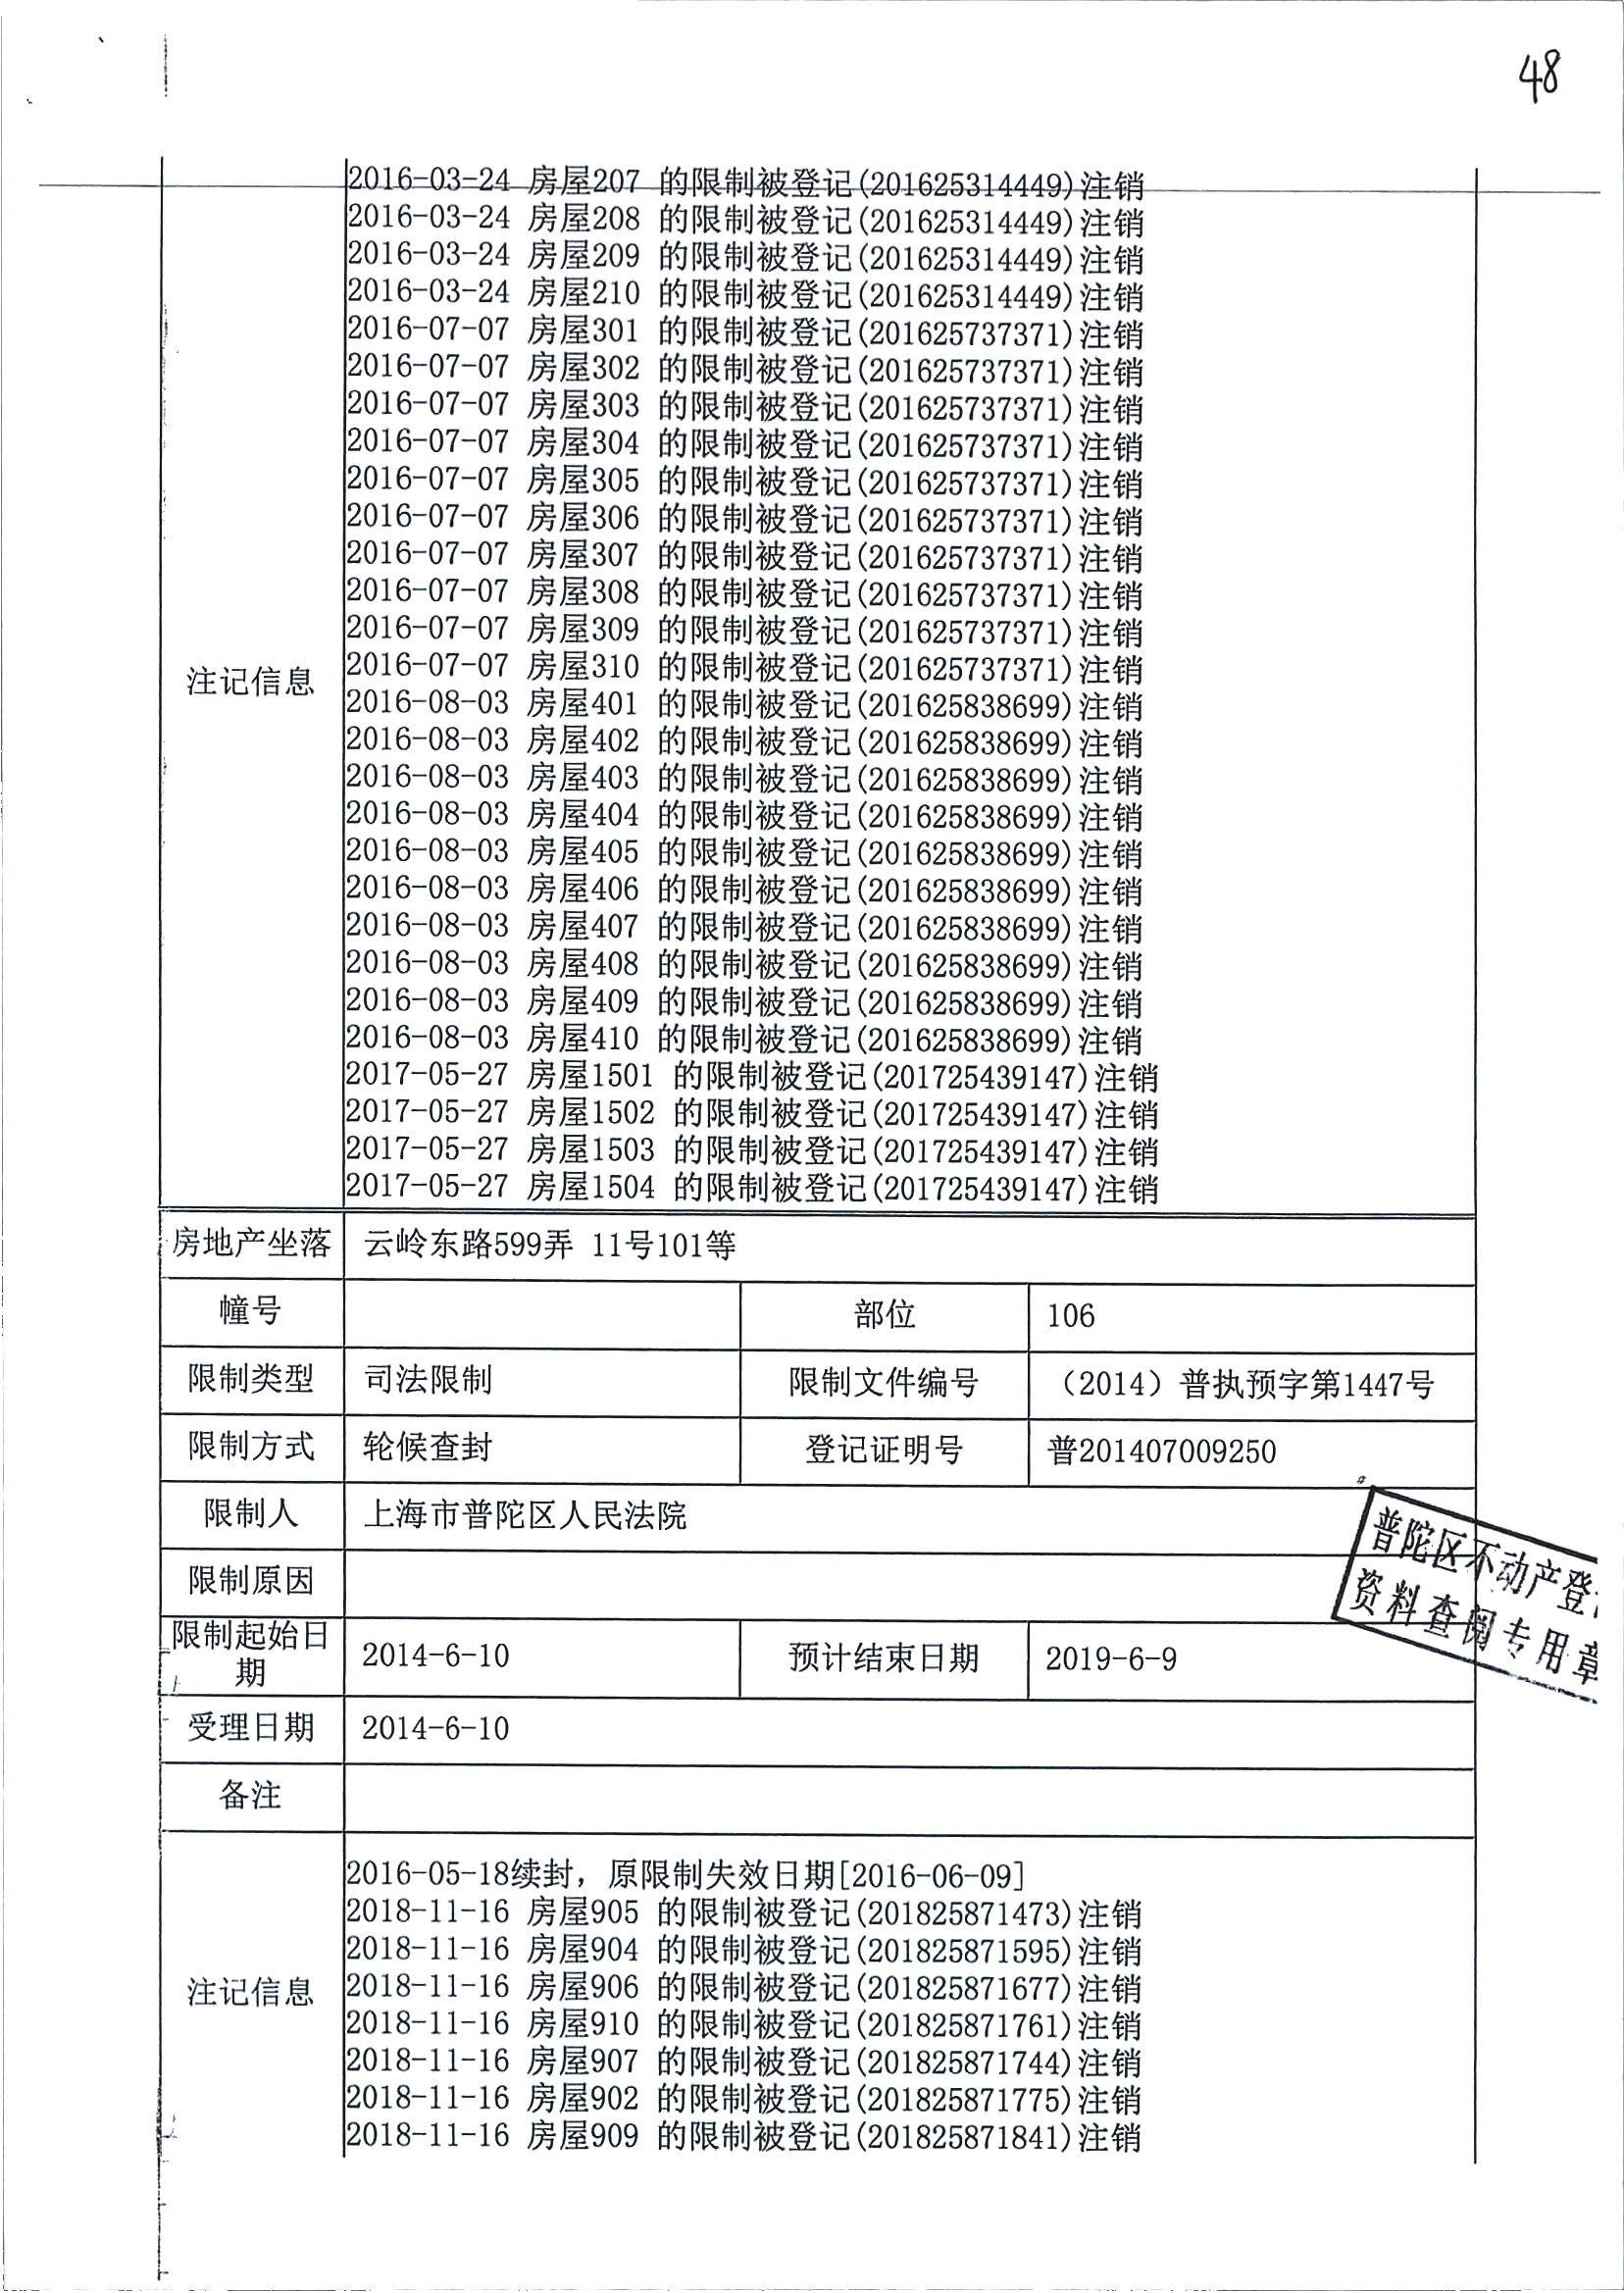 48
2016-03-24 房屋207 的限制被登记(201625314449)注销
2016-03-24 房屋208 的限制被登记(201625314449)注销
2016-03-24 房屋209 的限制被登记(201625314449)注销
2016-03-24 房屋210 的限制被登记(201625314449)注销
2016-07-07 房屋301 的限制被登记(201625737371)注销
2016-07-07 房屋302 的限制被登记(201625737371)注销
2016-07-07 房屋303 的限制被登记(201625737371)注销
2016-07-07 房屋304 的限制被登记(201625737371)注销
2016-07-07 房屋305 的限制被登记(201625737371)注销
2016-07-07 房屋306 的限制被登记(201625737371)注销
2016-07-07 房屋307 的限制被登记(201625737371)注销
2016-07-07 房屋308 的限制被登记(201625737371)注销
2016-07-07 房屋309 的限制被登记(201625737371)注销
2016-07-07 房屋310 的限制被登记(201625737371)注销
注记信息
2016-08-03 房屋401 的限制被登记(201625838699)注销
2016-08-03 房屋402 的限制被登记(201625838699)注销
2016-08-03 房屋403 的限制被登记(201625838699)注销
2016-08-03 房屋404 的限制被登记(201625838699)注销
2016-08-03 房屋405 的限制被登记(201625838699)注销
2016-08-03 房屋406 的限制被登记(201625838699)注销
2016-08-03 房屋407 的限制被登记(201625838699)注销
2016-08-03 房屋408 的限制被登记(201625838699)注销
2016-08-03 房屋409 的限制被登记(201625838699)注销
2016-08-03 房屋410 的限制被登记(201625838699)注销
2017-05-27 房屋1501 的限制被登记(201725439147)注销
2017-05-27 房屋1502 的限制被登记(201725439147)注销
2017-05-27 房屋1503 的限制被登记(201725439147)注销
2017-05-27 房屋1504 的限制被登记(201725439147)注销
房地产坐落 云岭东路599弄 11号101等
幢号 部位 106
限制类型 司法限制 限制文件编号 （2014）普执预字第1447号
限制方式 轮候查封 登记证明号 普201407009250
限制人 上海市普陀区人民法院
限制原因
普陀区不动产登
资料查阅专用章
限制起始日期 2014-6-10 预计结束日期 2019-6-9
受理日期 2014-6-10
备注
2016-05-18续封，原限制失效日期[2016-06-09]
2018-11-16 房屋905 的限制被登记(201825871473)注销
2018-11-16 房屋904 的限制被登记(201825871595)注销
注记信息
2018-11-16 房屋906 的限制被登记(201825871677)注销
2018-11-16 房屋910 的限制被登记(201825871761)注销
2018-11-16 房屋907 的限制被登记(201825871744)注销
2018-11-16 房屋902 的限制被登记(201825871775)注销
2018-11-16 房屋909 的限制被登记(201825871841)注销